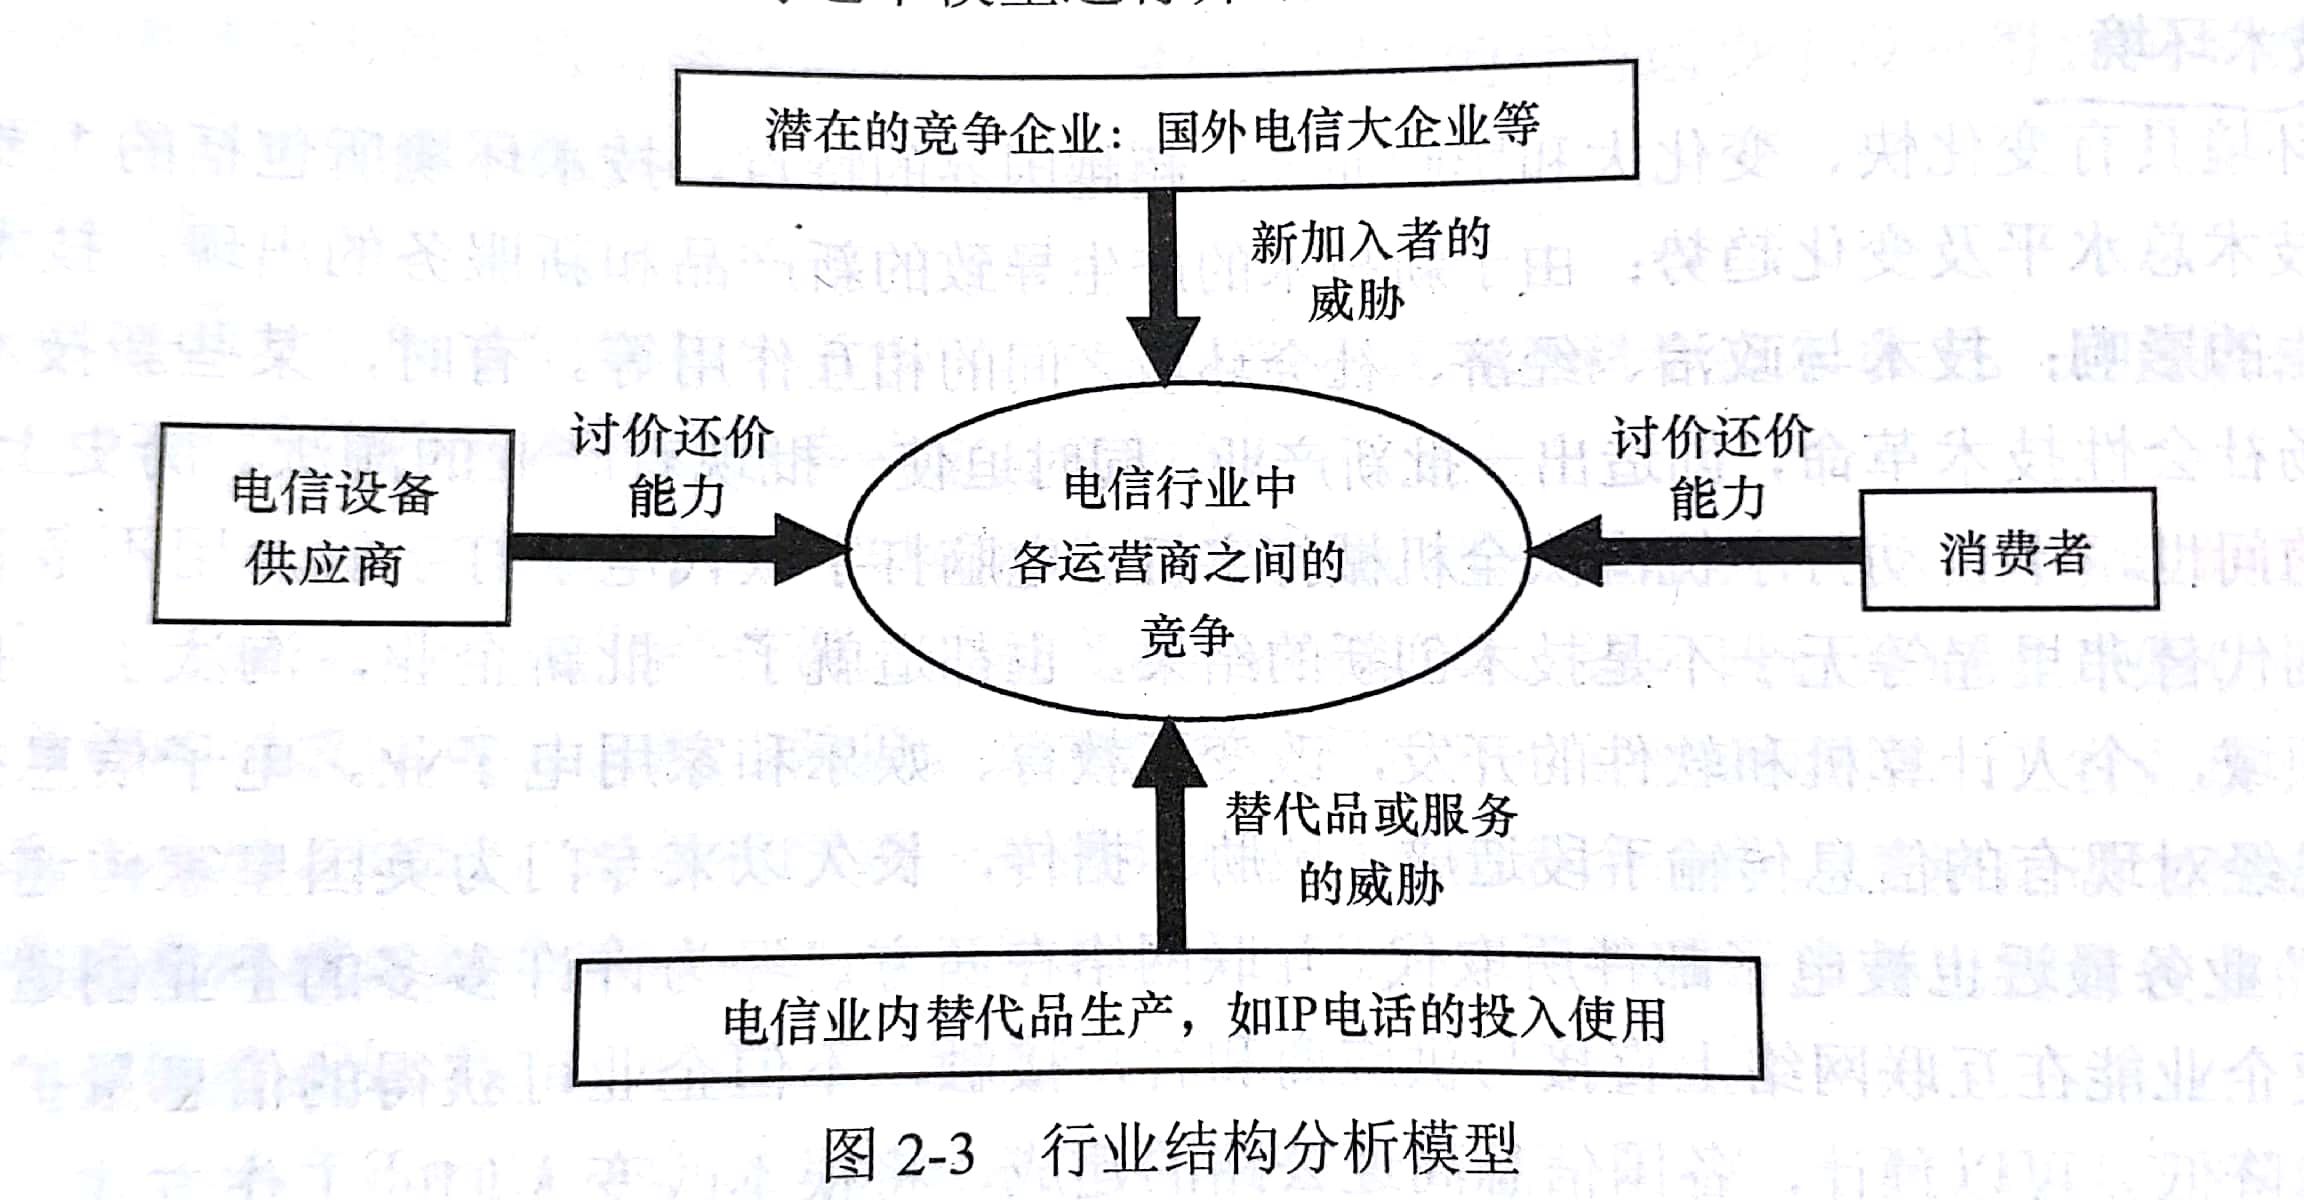 潜在的竞争企业：国外电信大企业等
新加入者的
威胁
讨价还价
能力
电信设备
供应商
电信行业中
各运营商之间的
竞争
讨价还价
能力
消费者
替代品或服务
的威胁
电信业内替代品生产，如IP电话的投入使用
图 2-3 行业结构分析模型